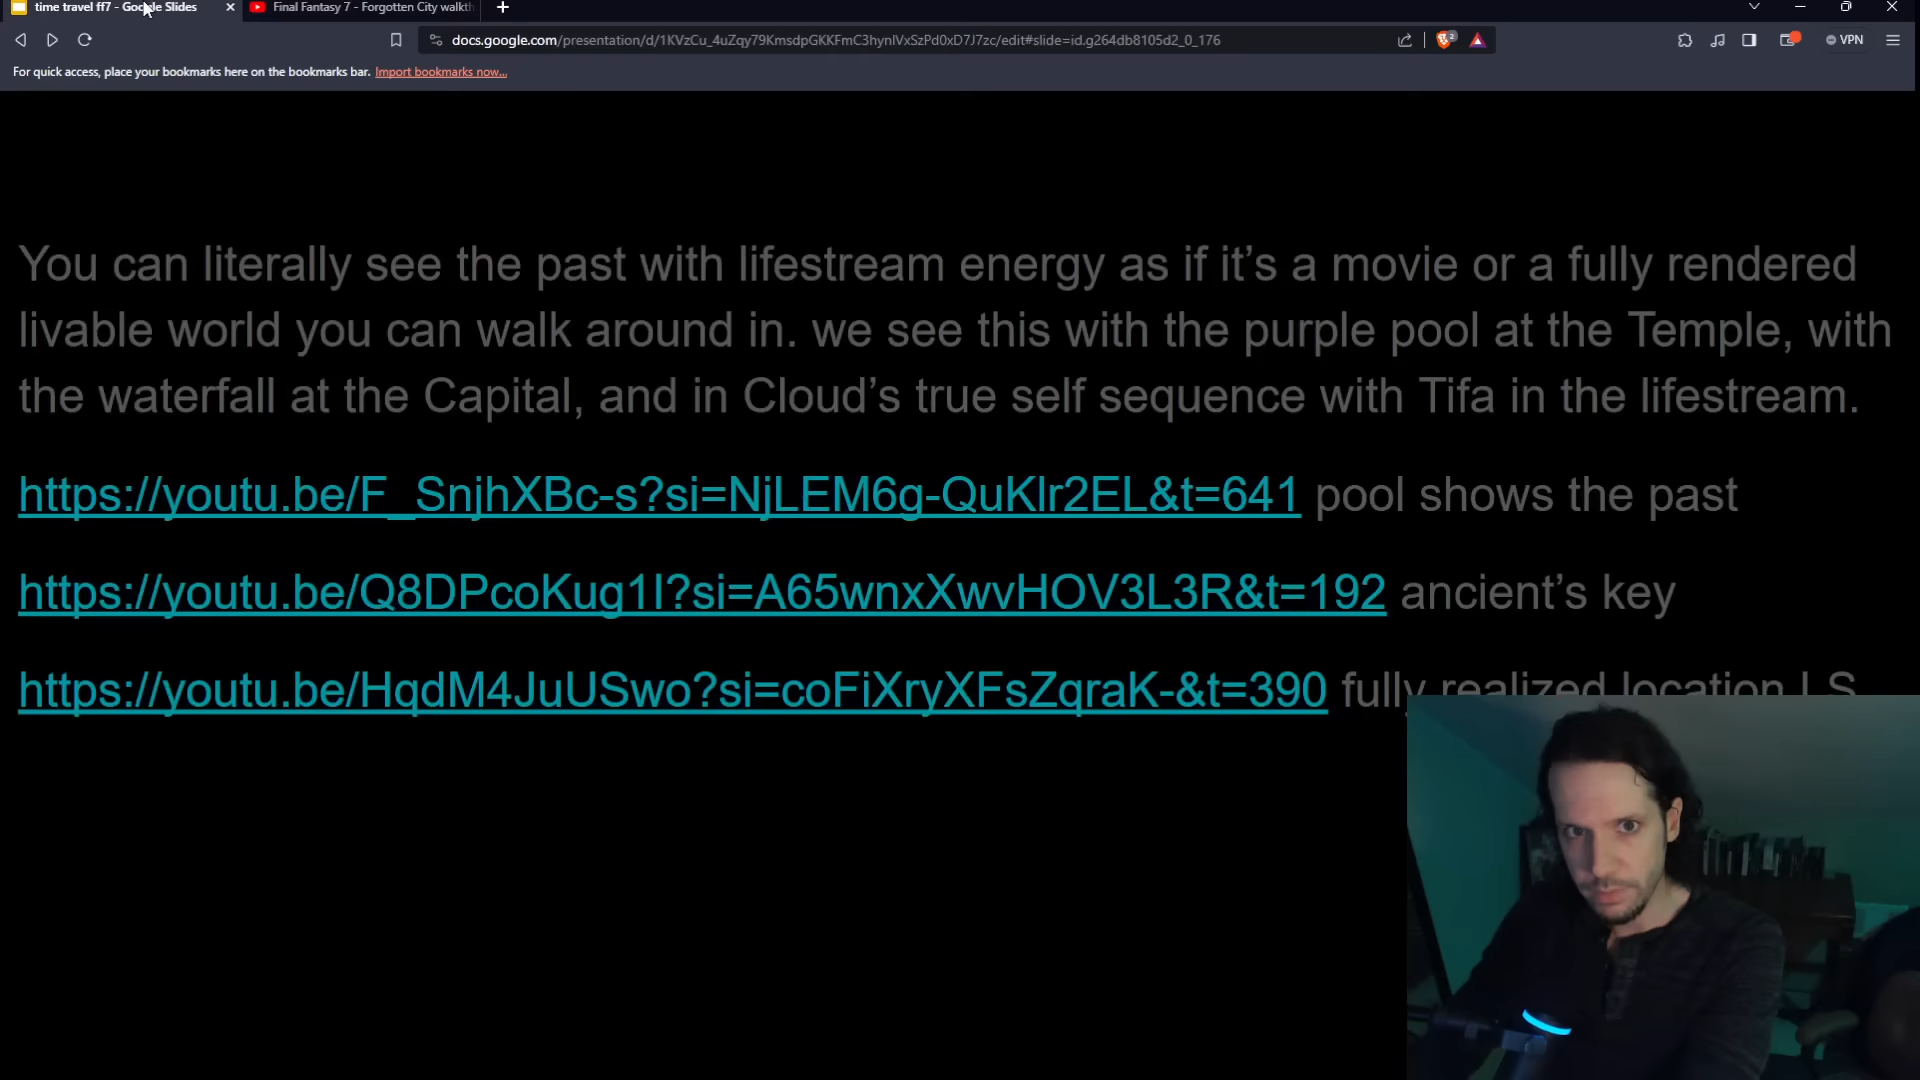 time travel ff7 - Google Slides
Final Fantasy 7 - Forgotten City walkth
docs.google.com/presentation/d/1KVzCu_4uZqy79KmsdpGKKFmC3hynlVxSzPd0xD7J7zc/edit#slide=id.g264db8105d2_0_176
2
VPN
For quick access, place your bookmarks here on the bookmarks bar. Import bookmarks now...
You can literally see the past with lifestream energy as if it’s a movie or a fully rendered
livable world you can walk around in. we see this with the purple pool at the Temple, with
the waterfall at the Capital, and in Cloud’s true self sequence with Tifa in the lifestream.
https://youtu.be/F_SnjhXBc-s?si=NjLEM6g-QuKlr2EL&t=641 pool shows the past
https://youtu.be/Q8DPcoKug1I?si=A65wnxXwvHOV3L3R&t=192 ancient’s key
https://youtu.be/HqdM4JuUSwo?si=coFiXryXFsZqraK-&t=390 fully realized location LS